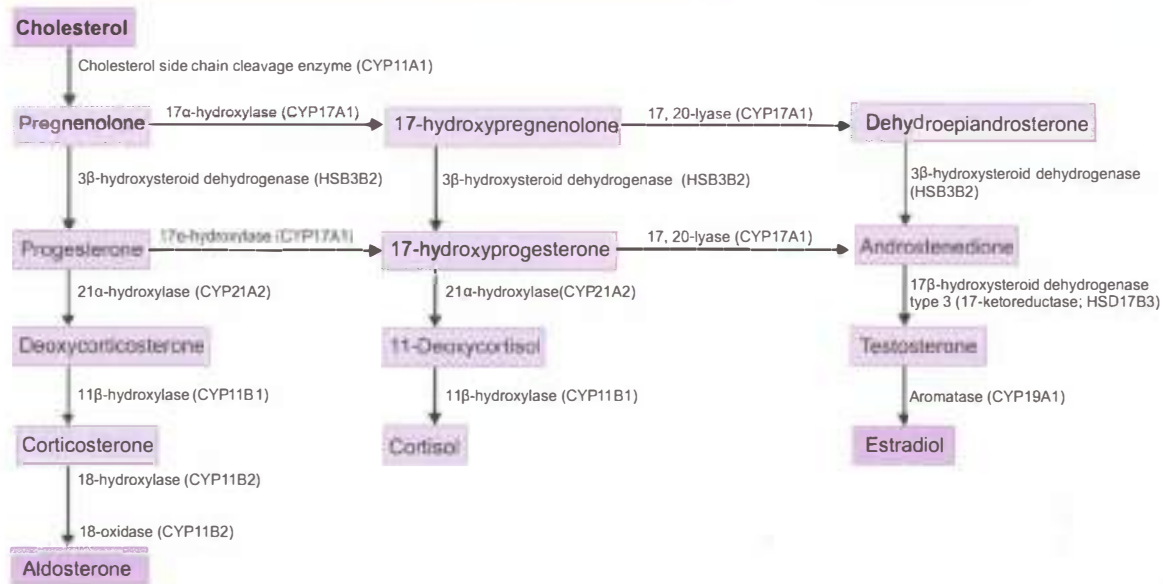 Cholesterol
Cholesterol side chain cleavage enzyme (CYP11A1)
Pregnenolone
17α-hydroxylase (CYP17A1)
17-hydroxypregnenolone
17, 20-lyase (CYP17A1)
Dehydroepiandrosterone
3β-hydroxysteroid dehydrogenase (HSB3B2)
3β-hydroxysteroid dehydrogenase (HSB3B2)
3β-hydroxysteroid dehydrogenase
(HSB3B2)
Progesterone
17α-hydroxylase (CYP17A1)
17-hydroxyprogesterone
17, 20-lyase (CYP17A1)
Androstenedione
21α-hydroxylase (CYP21A2)
21α-hydroxylase(CYP21A2)
17β-hydroxysteroid dehydrogenase
type 3 (17-ketoreductase; HSD17B3)
Deoxycorticosterone
11-Deoxycortisol
Testosterone
11β-hydroxylase (CYP11B1)
11β-hydroxylase (CYP11B1)
Aromatase (CYP19A1)
Corticosterone
Cortisol
Estradiol
18-hydroxylase (CYP11B2)
18-oxidase (CYP11B2)
Aldosterone